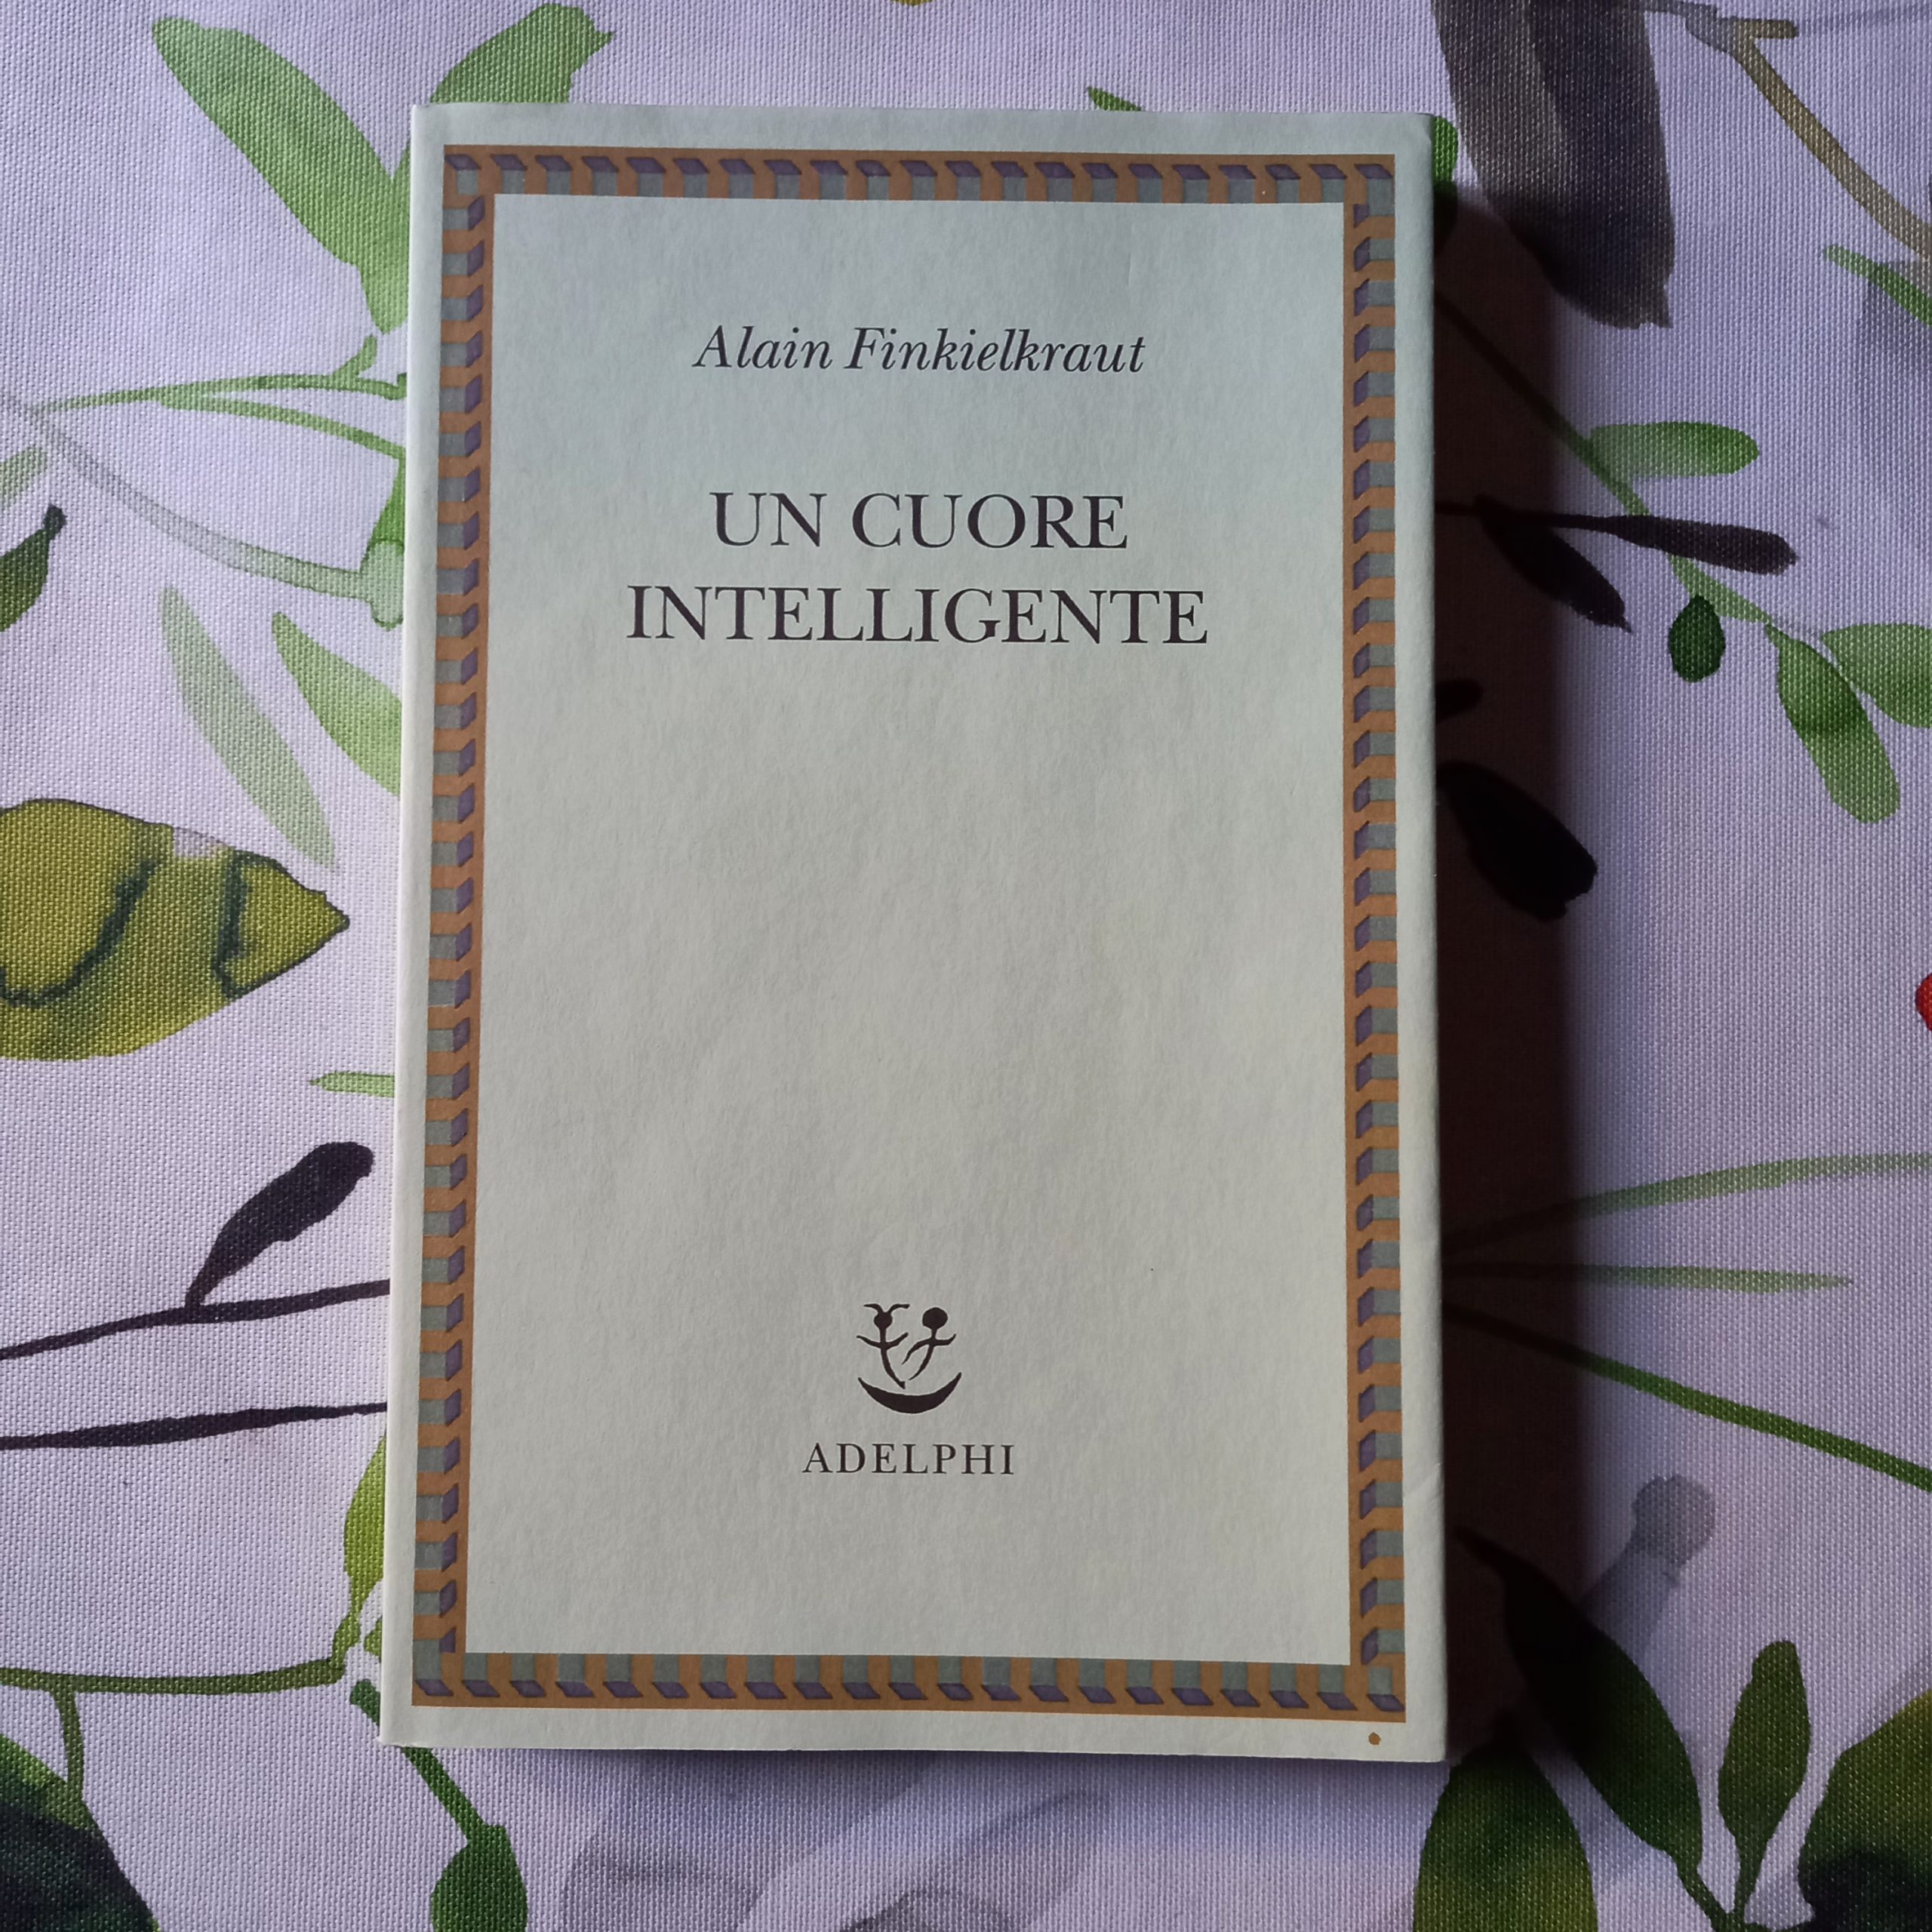 Alain Finkielkraut
UN CUORE
INTELLIGENTE
ADELPHI